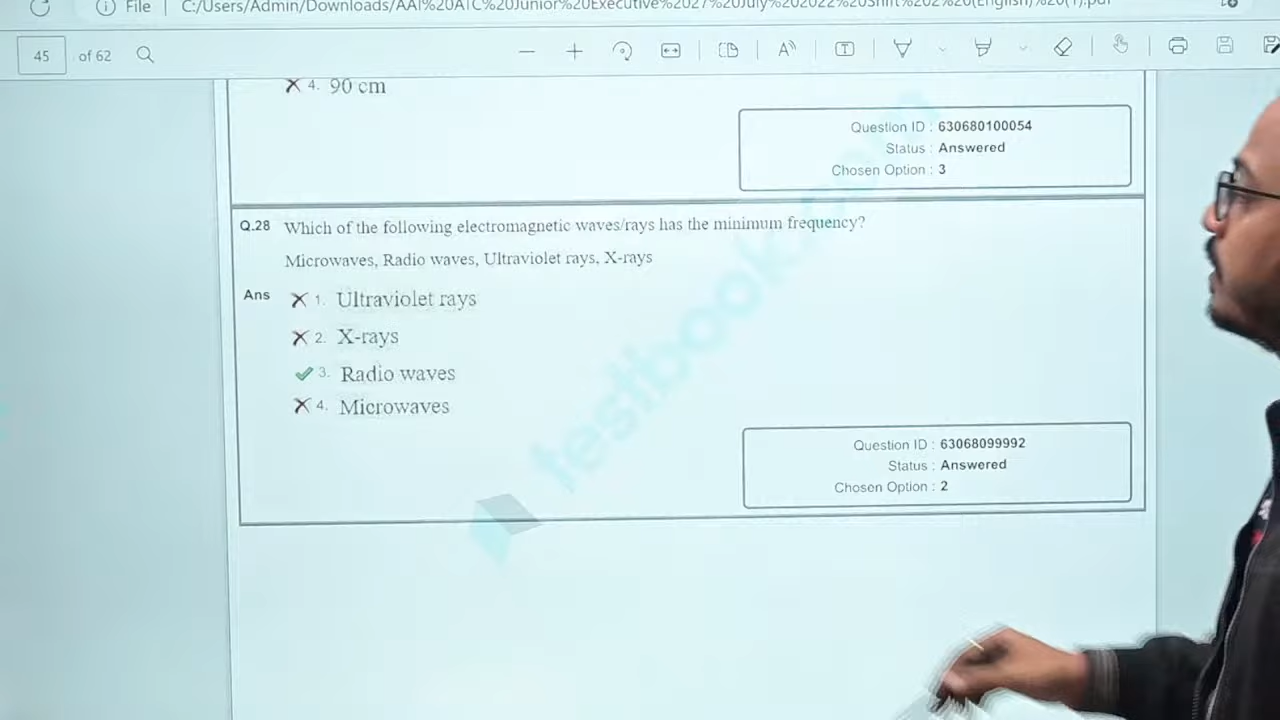 File | C:/Users/Admin/Downloads/AAI%20ATC%20Junior%20Executive%2027%20July%202022%20Shift%202%20(English)%20(1).pdf
45 of 62
4. 90 cm
Question ID : 630680100054
Status : Answered
Chosen Option : 3
Q.28 Which of the following electromagnetic waves/rays has the minimum frequency?
Microwaves, Radio waves, Ultraviolet rays, X-rays
Ans 1. Ultraviolet rays
2. X-rays
3. Radio waves
4. Microwaves
Question ID : 63068099992
Status : Answered
Chosen Option : 2
testbook.com